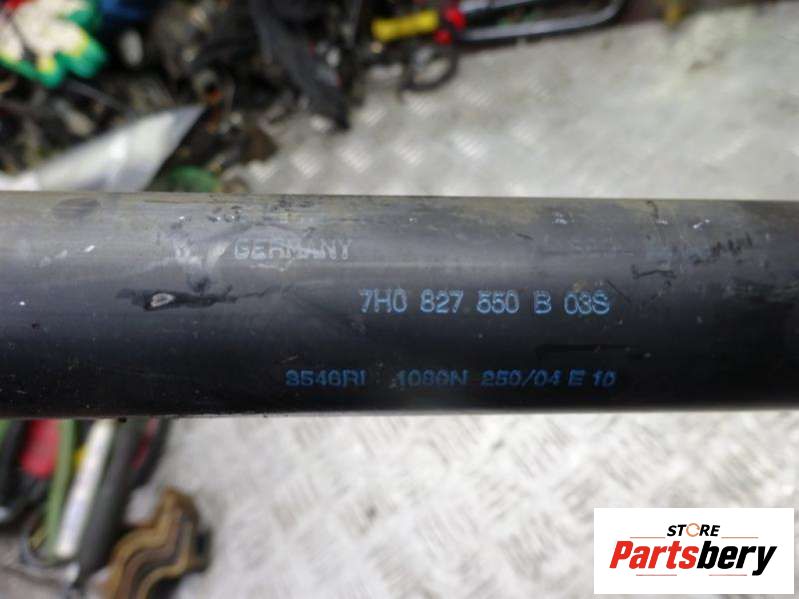 GERMANY
7H0 827 550 B 03S
3546RI 1080N 250/04 E 10
STORE
Partsbery